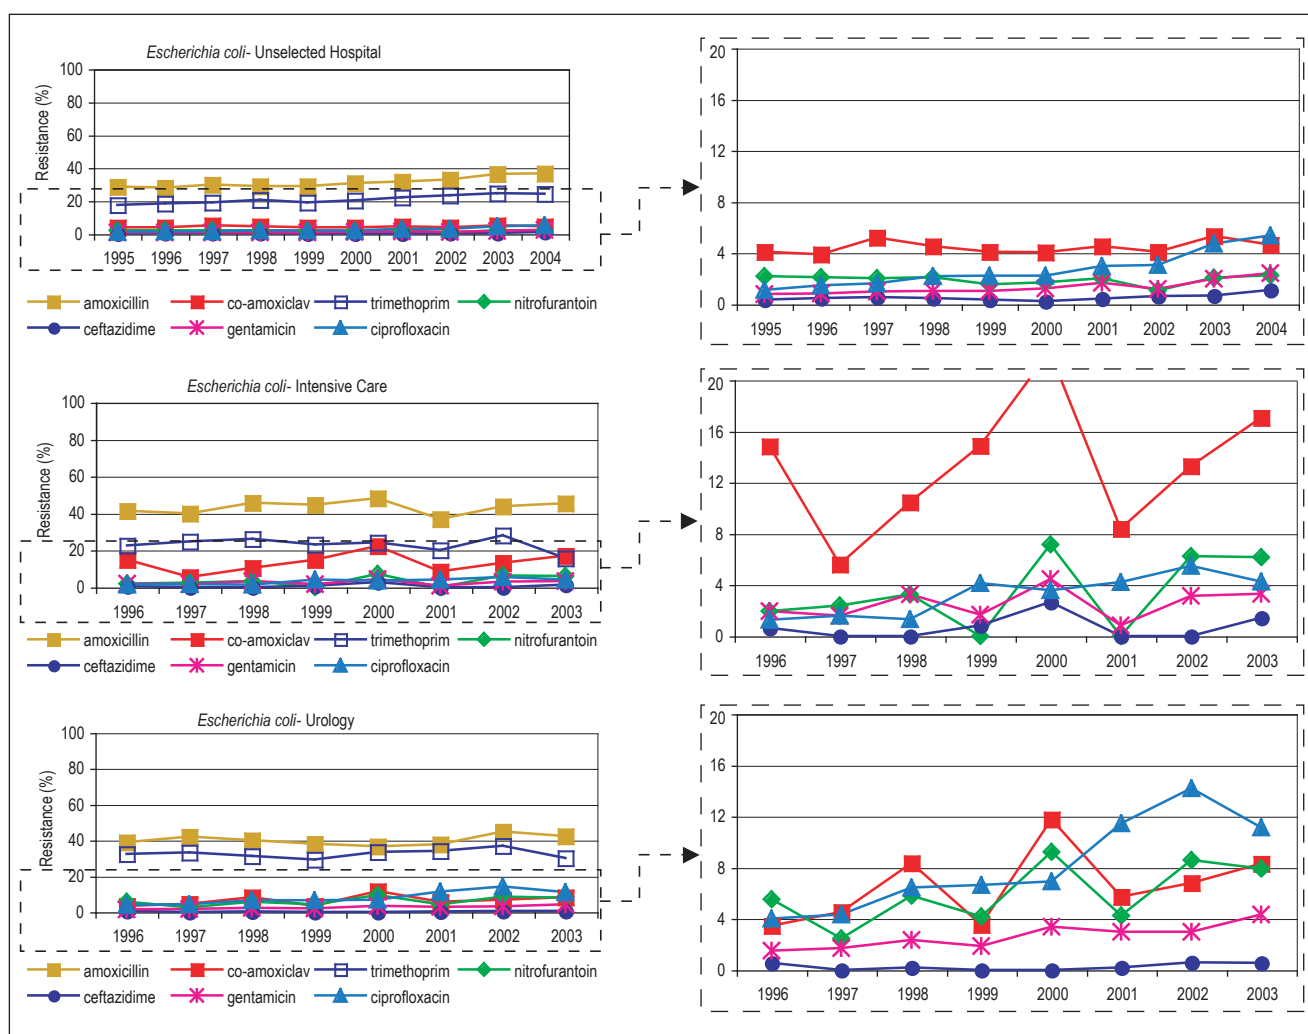 Escherichia coli- Unselected Hospital
Resistance (%)
100
80
60
40
20
0
1995 1996 1997 1998 1999 2000 2001 2002 2003 2004
amoxicillin co-amoxiclav trimethoprim nitrofurantoin
ceftazidime gentamicin ciprofloxacin
20
16
12
8
4
0
1995 1996 1997 1998 1999 2000 2001 2002 2003 2004
Escherichia coli- Intensive Care
Resistance (%)
100
80
60
40
20
0
1996 1997 1998 1999 2000 2001 2002 2003
amoxicillin co-amoxiclav trimethoprim nitrofurantoin
ceftazidime gentamicin ciprofloxacin
20
16
12
8
4
0
1996 1997 1998 1999 2000 2001 2002 2003
Escherichia coli- Urology
Resistance (%)
100
80
60
40
20
0
1996 1997 1998 1999 2000 2001 2002 2003
amoxicillin co-amoxiclav trimethoprim nitrofurantoin
ceftazidime gentamicin ciprofloxacin
20
16
12
8
4
0
1996 1997 1998 1999 2000 2001 2002 2003